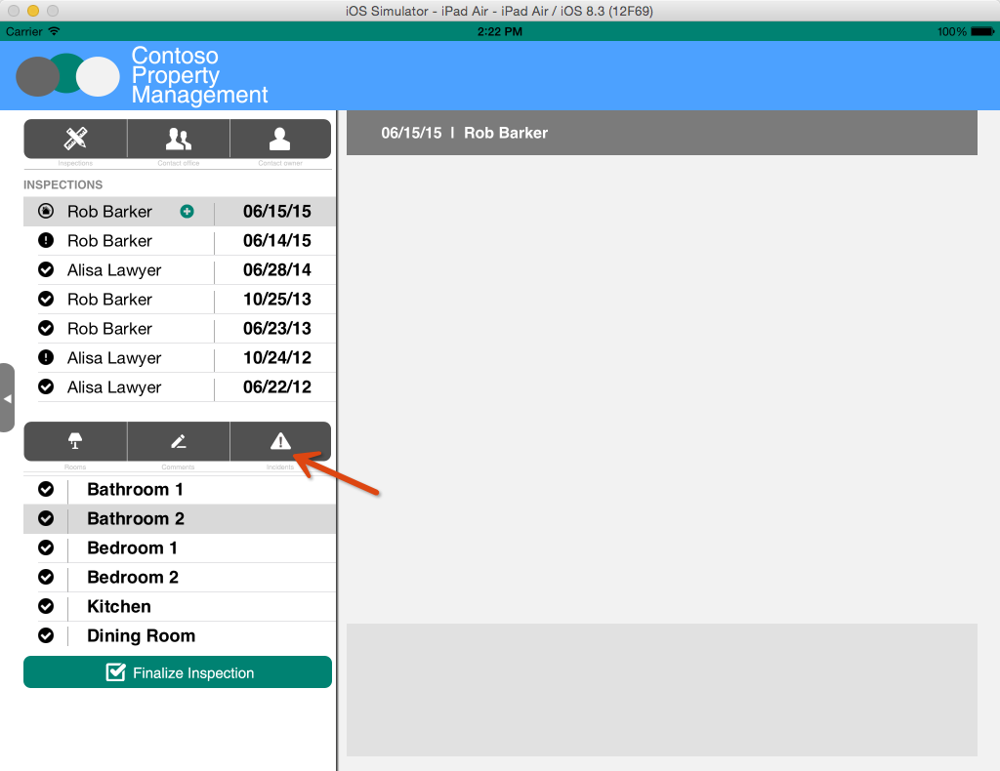 iOS Simulator - iPad Air - iPad Air / iOS 8.3 (12F69)
Carrier 2:22 PM 100%
Contoso
Property
Management
Inspections Contact office Contact owner
06/15/15 | Rob Barker
INSPECTIONS
Rob Barker 06/15/15
Rob Barker 06/14/15
Alisa Lawyer 06/28/14
Rob Barker 10/25/13
Rob Barker 06/23/13
Alisa Lawyer 10/24/12
Alisa Lawyer 06/22/12
Rooms Comments Incidents
Bathroom 1
Bathroom 2
Bedroom 1
Bedroom 2
Kitchen
Dining Room
Finalize Inspection